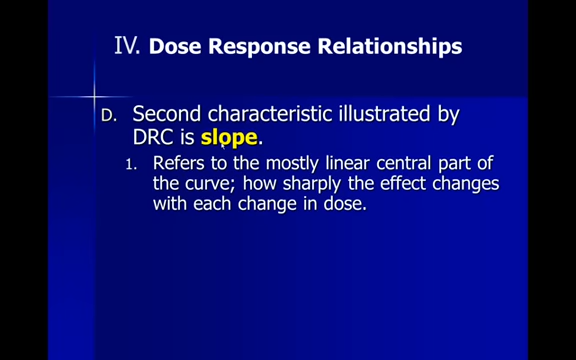 IV. Dose Response Relationships
D. Second characteristic illustrated by
DRC is slope.
1. Refers to the mostly linear central part of
the curve; how sharply the effect changes
with each change in dose.